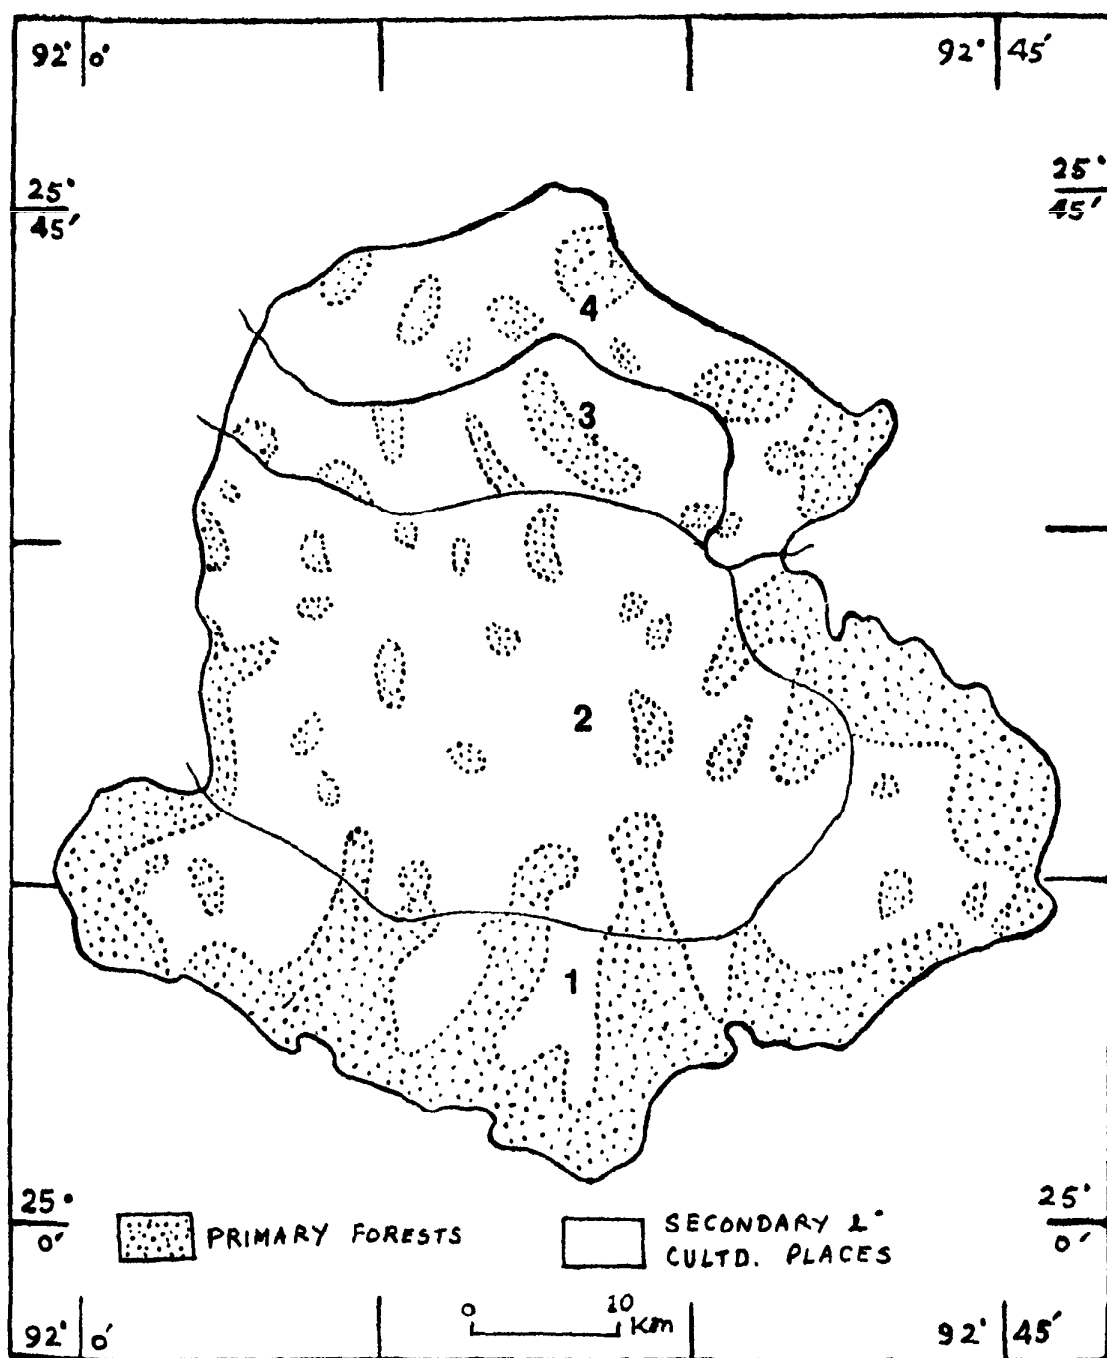 92° 0′ 92° 45′
25° 25°
45′ 45′
4
3
2
1
25° 25°
0′ 0′
PRIMARY FORESTS
SECONDARY &
CULTD. PLACES
0 10
Km
92° 0′ 92° 45′